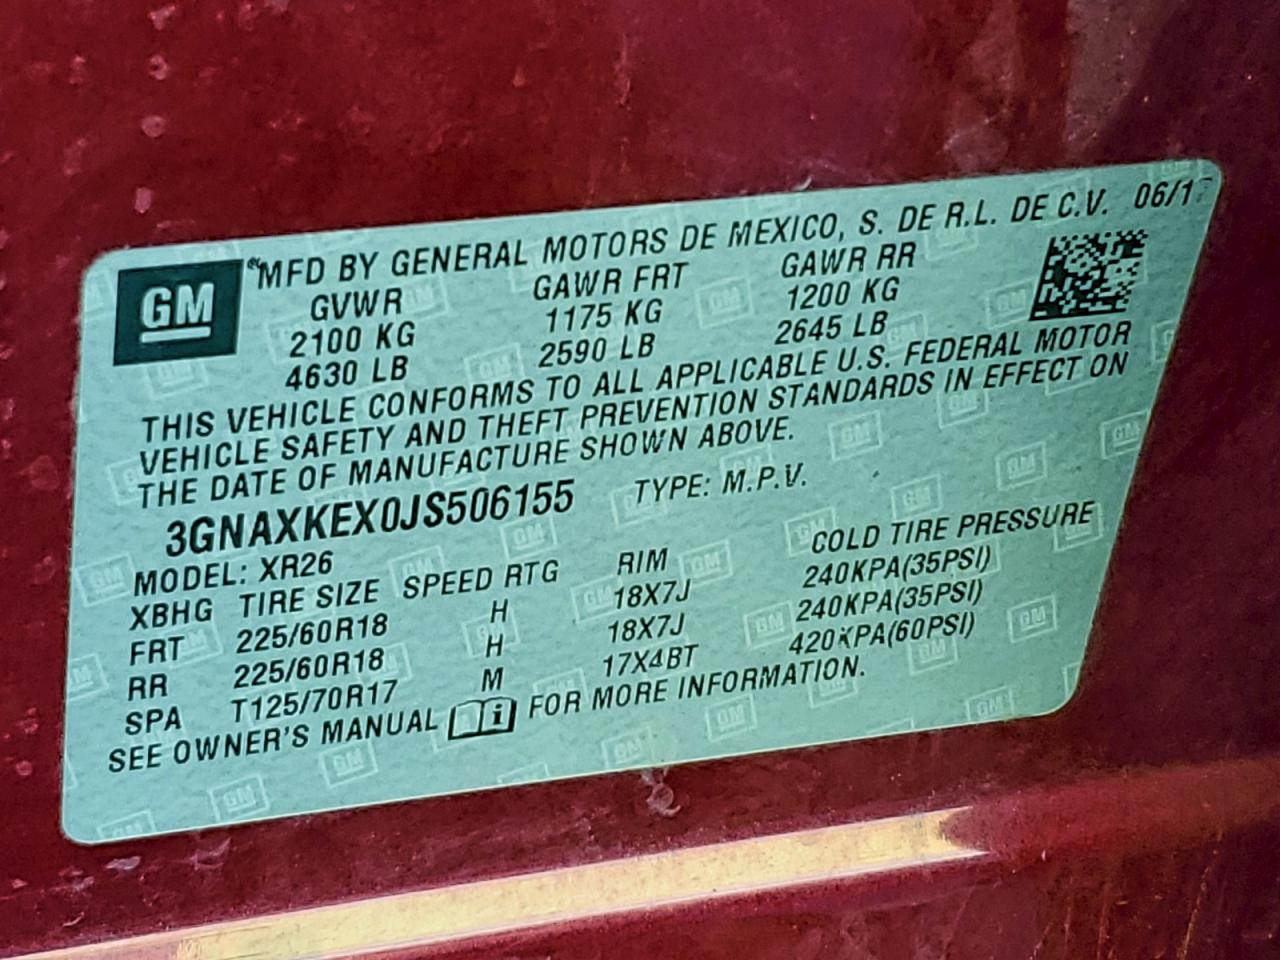 GM MFD BY GENERAL MOTORS DE MEXICO, S. DE R.L. DE C.V. 06/17
GVWR GAWR FRT GAWR RR
2100 KG 1175 KG 1200 KG
4630 LB 2590 LB 2645 LB
THIS VEHICLE CONFORMS TO ALL APPLICABLE U.S. FEDERAL MOTOR
VEHICLE SAFETY AND THEFT PREVENTION STANDARDS IN EFFECT ON
THE DATE OF MANUFACTURE SHOWN ABOVE.
3GNAXKEX0JS506155 TYPE: M.P.V.
MODEL: XR26
XBHG TIRE SIZE SPEED RTG RIM COLD TIRE PRESSURE
FRT 225/60R18 H 18X7J 240KPA(35PSI)
RR 225/60R18 H 18X7J 240KPA(35PSI)
SPA T125/70R17 M 17X4BT 420KPA(60PSI)
SEE OWNER'S MANUAL i FOR MORE INFORMATION.